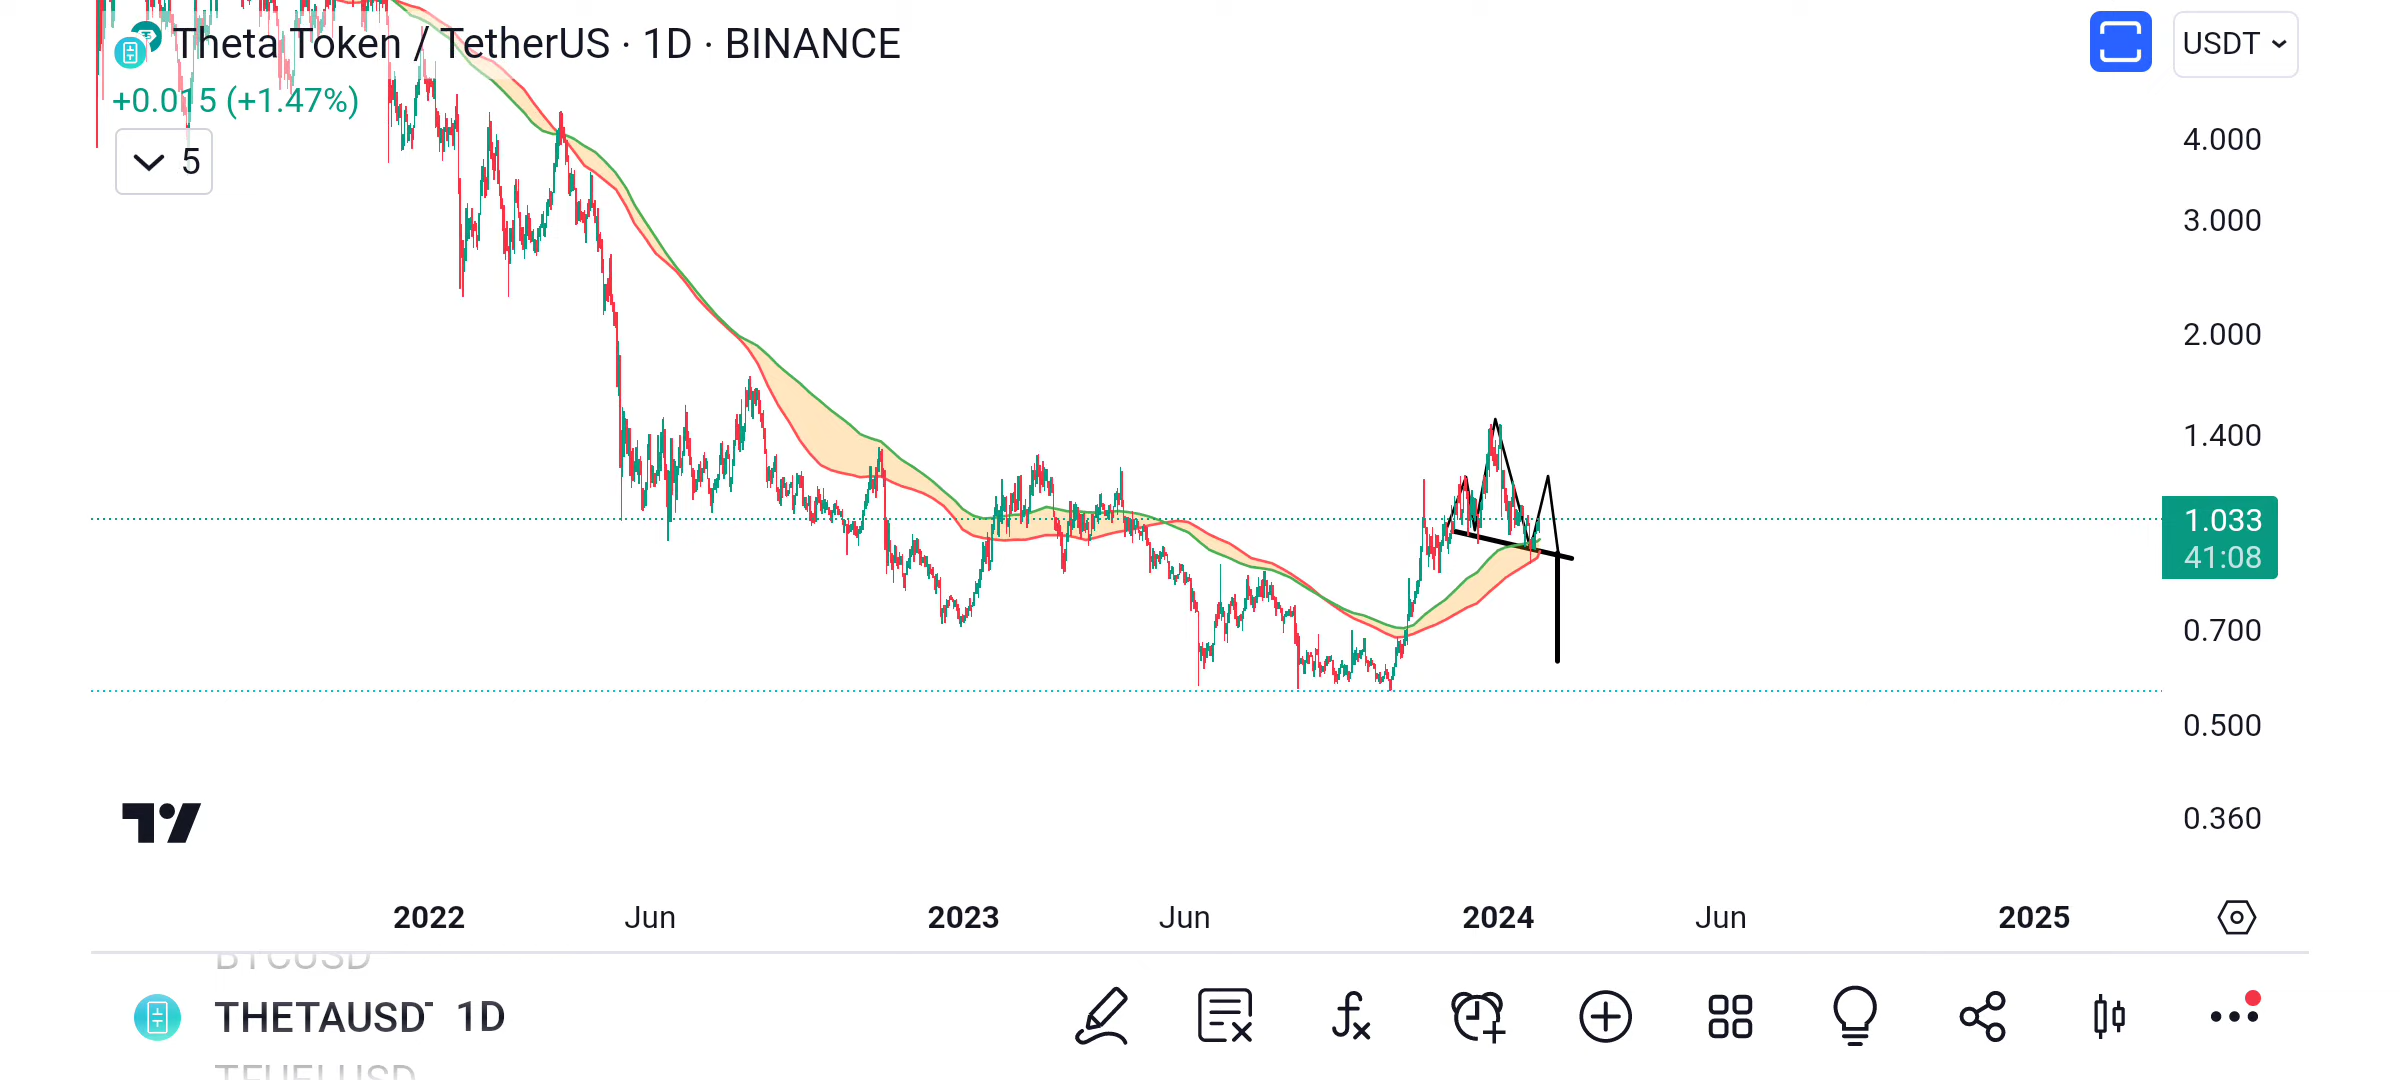 Theta Token / TetherUS · 1D · BINANCE
USDT
+0.015 (+1.47%)
5
4.000
3.000
2.000
1.400
1.033
41:08
0.700
0.500
0.360
2022 Jun 2023 Jun 2024 Jun 2025
BTCUSD
THETAUSD 1D